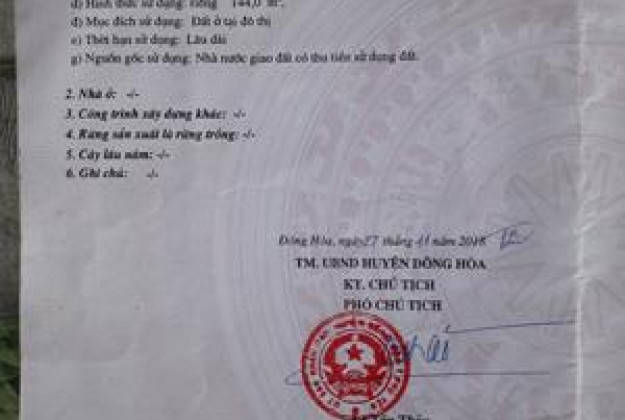 d) Hình thức sử dụng: riêng 144,0 m²,
đ) Mục đích sử dụng: Đất ở tại đô thị
e) Thời hạn sử dụng: Lâu dài
g) Nguồn gốc sử dụng: Nhà nước giao đất có thu tiền sử dụng đất.
2. Nhà ở: -/-
3. Công trình xây dựng khác: -/-
4. Rừng sản xuất là rừng trồng: -/-
5. Cây lâu năm: -/-
6. Ghi chú: -/-
Đông Hòa, ngày 27 tháng 11 năm 2018
TM. UBND HUYỆN ĐÔNG HÒA
KT. CHỦ TỊCH
PHÓ CHỦ TỊCH